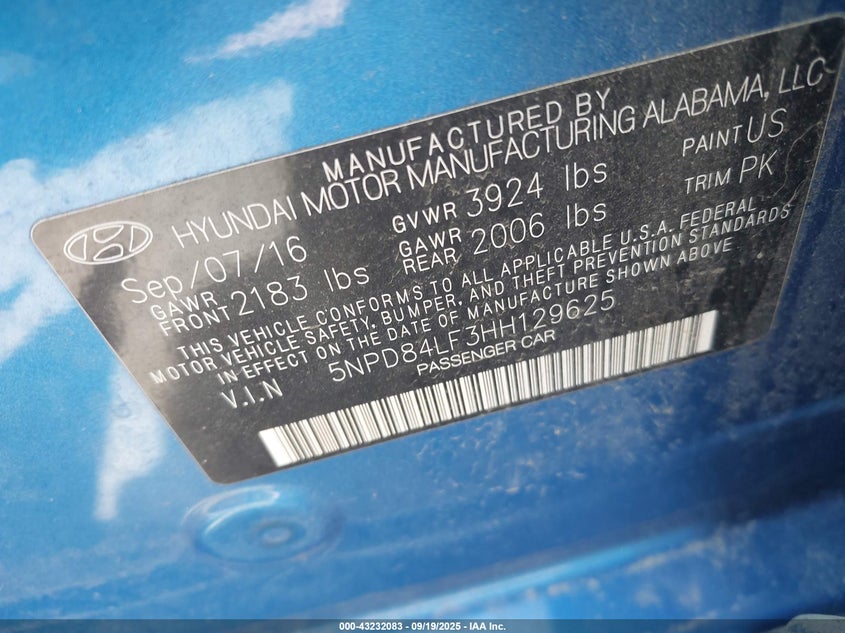 MANUFACTURED BY
HYUNDAI MOTOR MANUFACTURING ALABAMA, LLC
Sep/07/16 GVWR 3924 lbs PAINT US
GAWR FRONT 2183 lbs GAWR REAR 2006 lbs TRIM PK
THIS VEHICLE CONFORMS TO ALL APPLICABLE U.S.A. FEDERAL
MOTOR VEHICLE SAFETY, BUMPER, AND THEFT PREVENTION STANDARDS
IN EFFECT ON THE DATE OF MANUFACTURE SHOWN ABOVE
V.I.N 5NPD84LF3HH129625
PASSENGER CAR
000-43232083 - 09/19/2025 - IAA Inc.